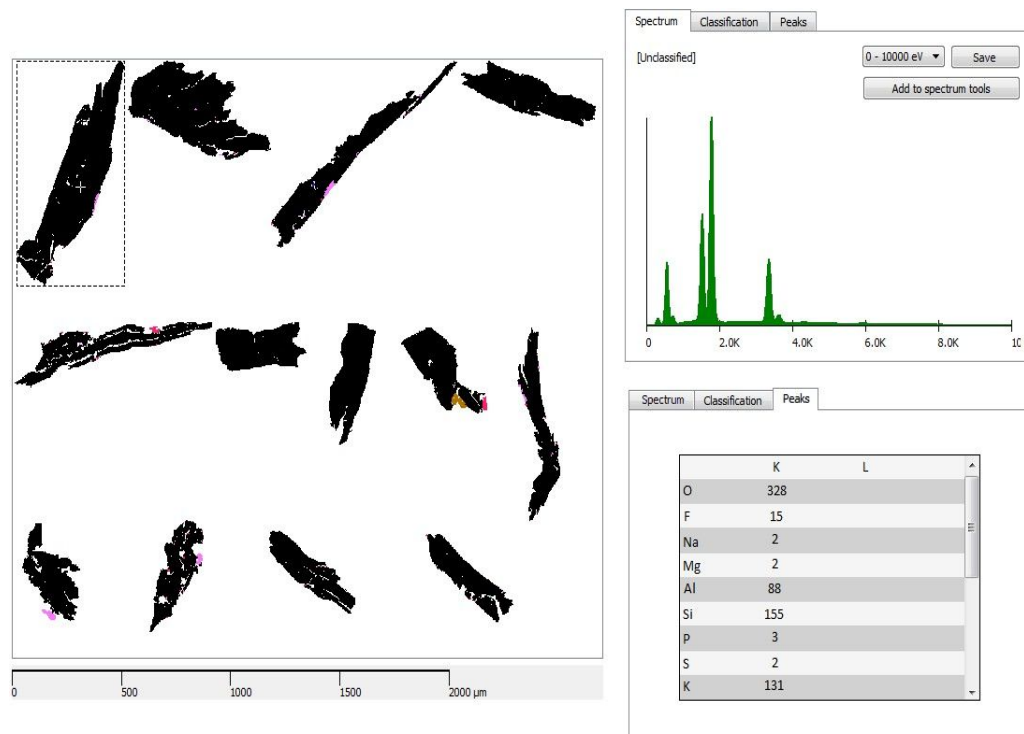 Spectrum Classification Peaks
[Unclassified] 0 - 10000 eV Save
Add to spectrum tools
0 2.0K 4.0K 6.0K 8.0K 10
0 500 1000 1500 2000 µm
Spectrum Classification Peaks
K L
O 328
F 15
Na 2
Mg 2
Al 88
Si 155
P 3
S 2
K 131